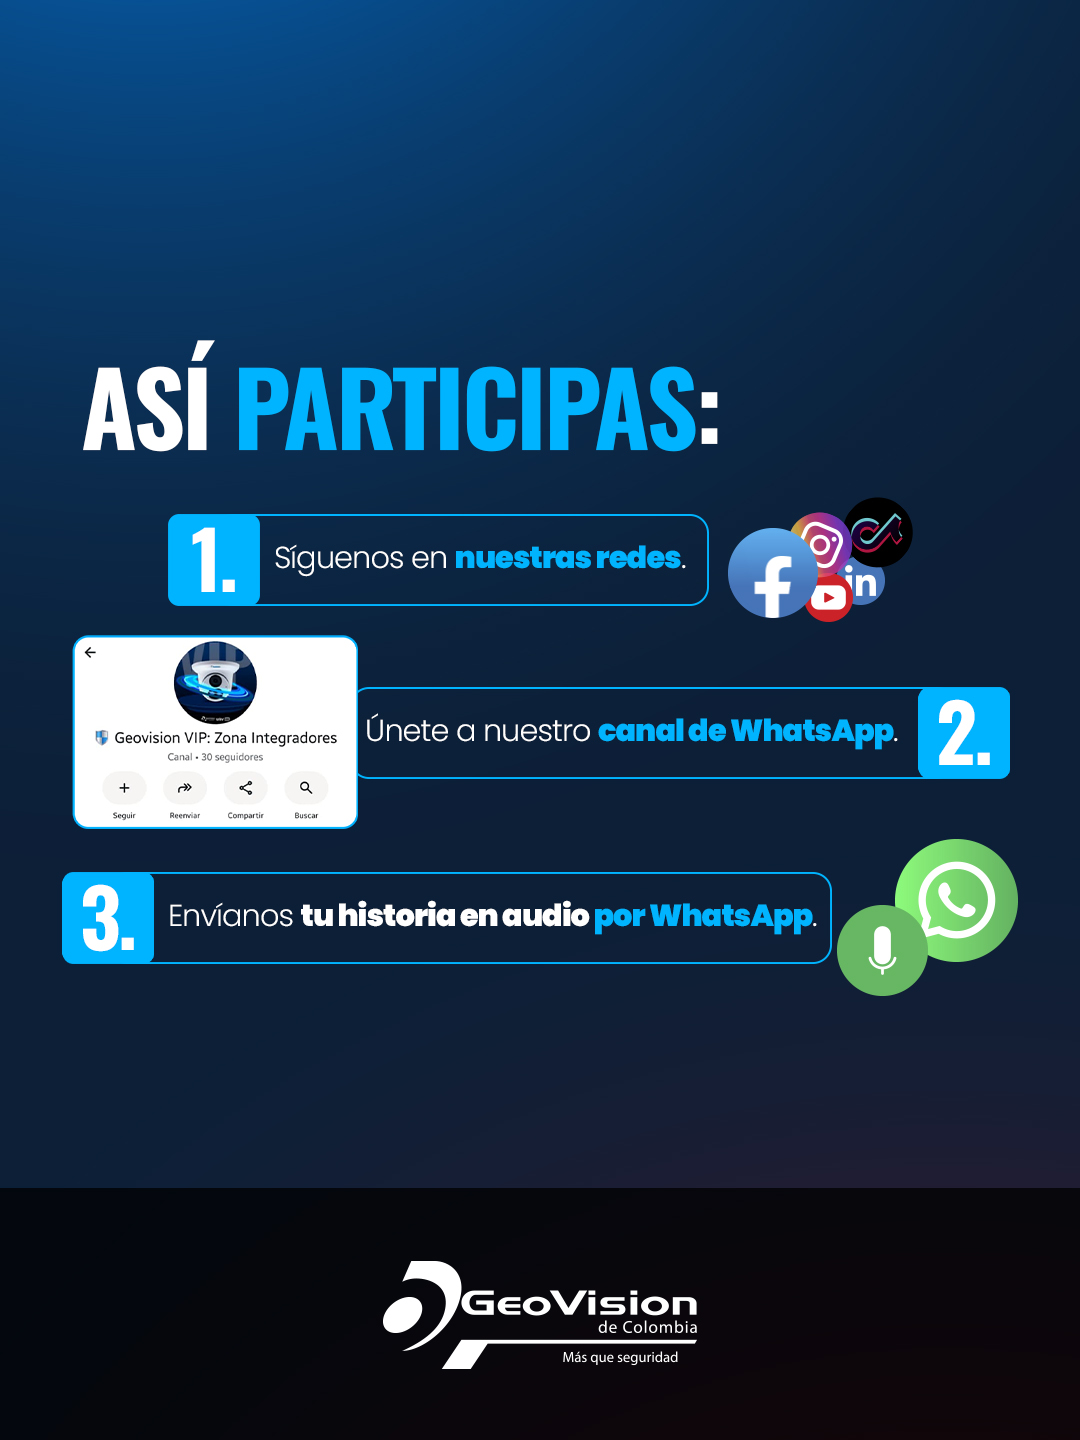 ASÍ PARTICIPAS:
1. Síguenos en nuestras redes.
VIP
Geovision VIP: Zona Integradores
Canal • 30 seguidores
Seguir Reenviar Compartir Buscar
Únete a nuestro canal de WhatsApp. 2.
3. Envíanos tu historia en audio por WhatsApp.
GeoVision
de Colombia
Más que seguridad